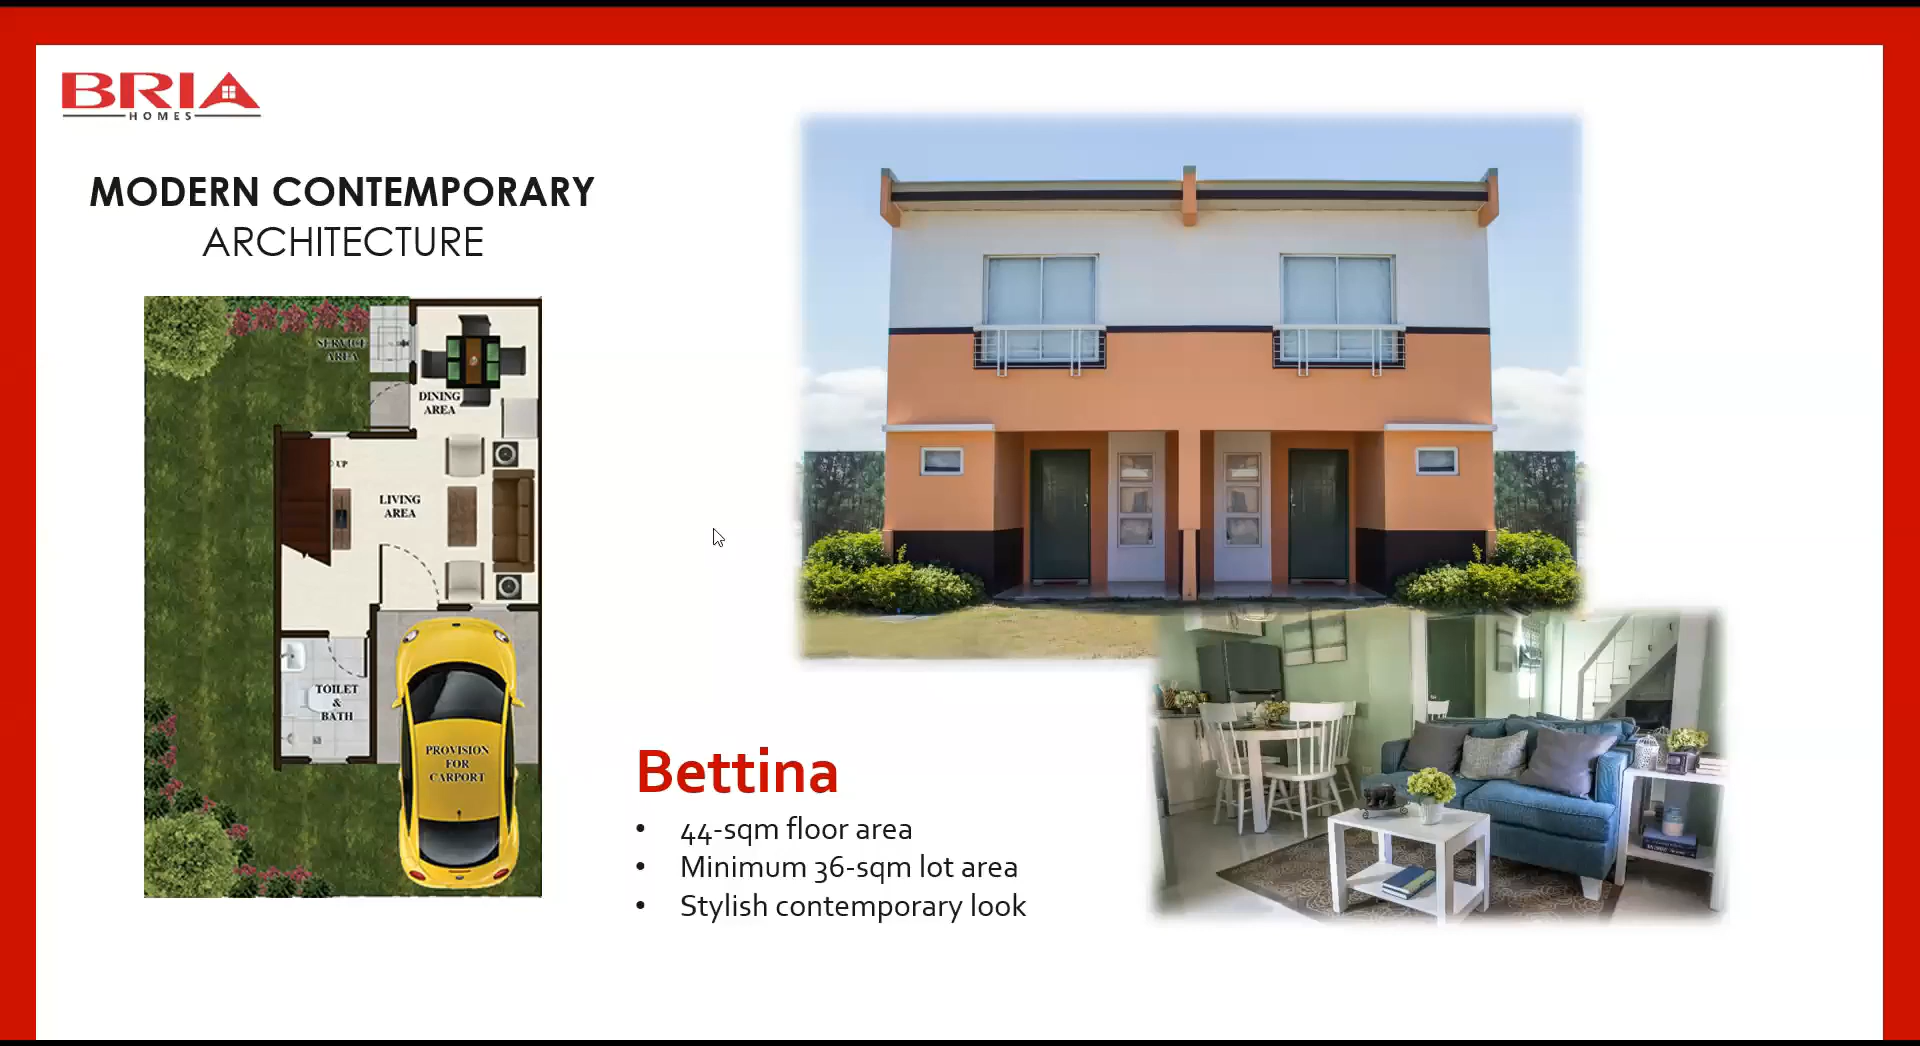 BRIA
HOMES
MODERN CONTEMPORARY
ARCHITECTURE
SERVICE
AREA
DINING
AREA
UP
LIVING
AREA
TOILET
&
BATH
PROVISION
FOR
CARPORT
Bettina
• 44-sqm floor area
• Minimum 36-sqm lot area
• Stylish contemporary look